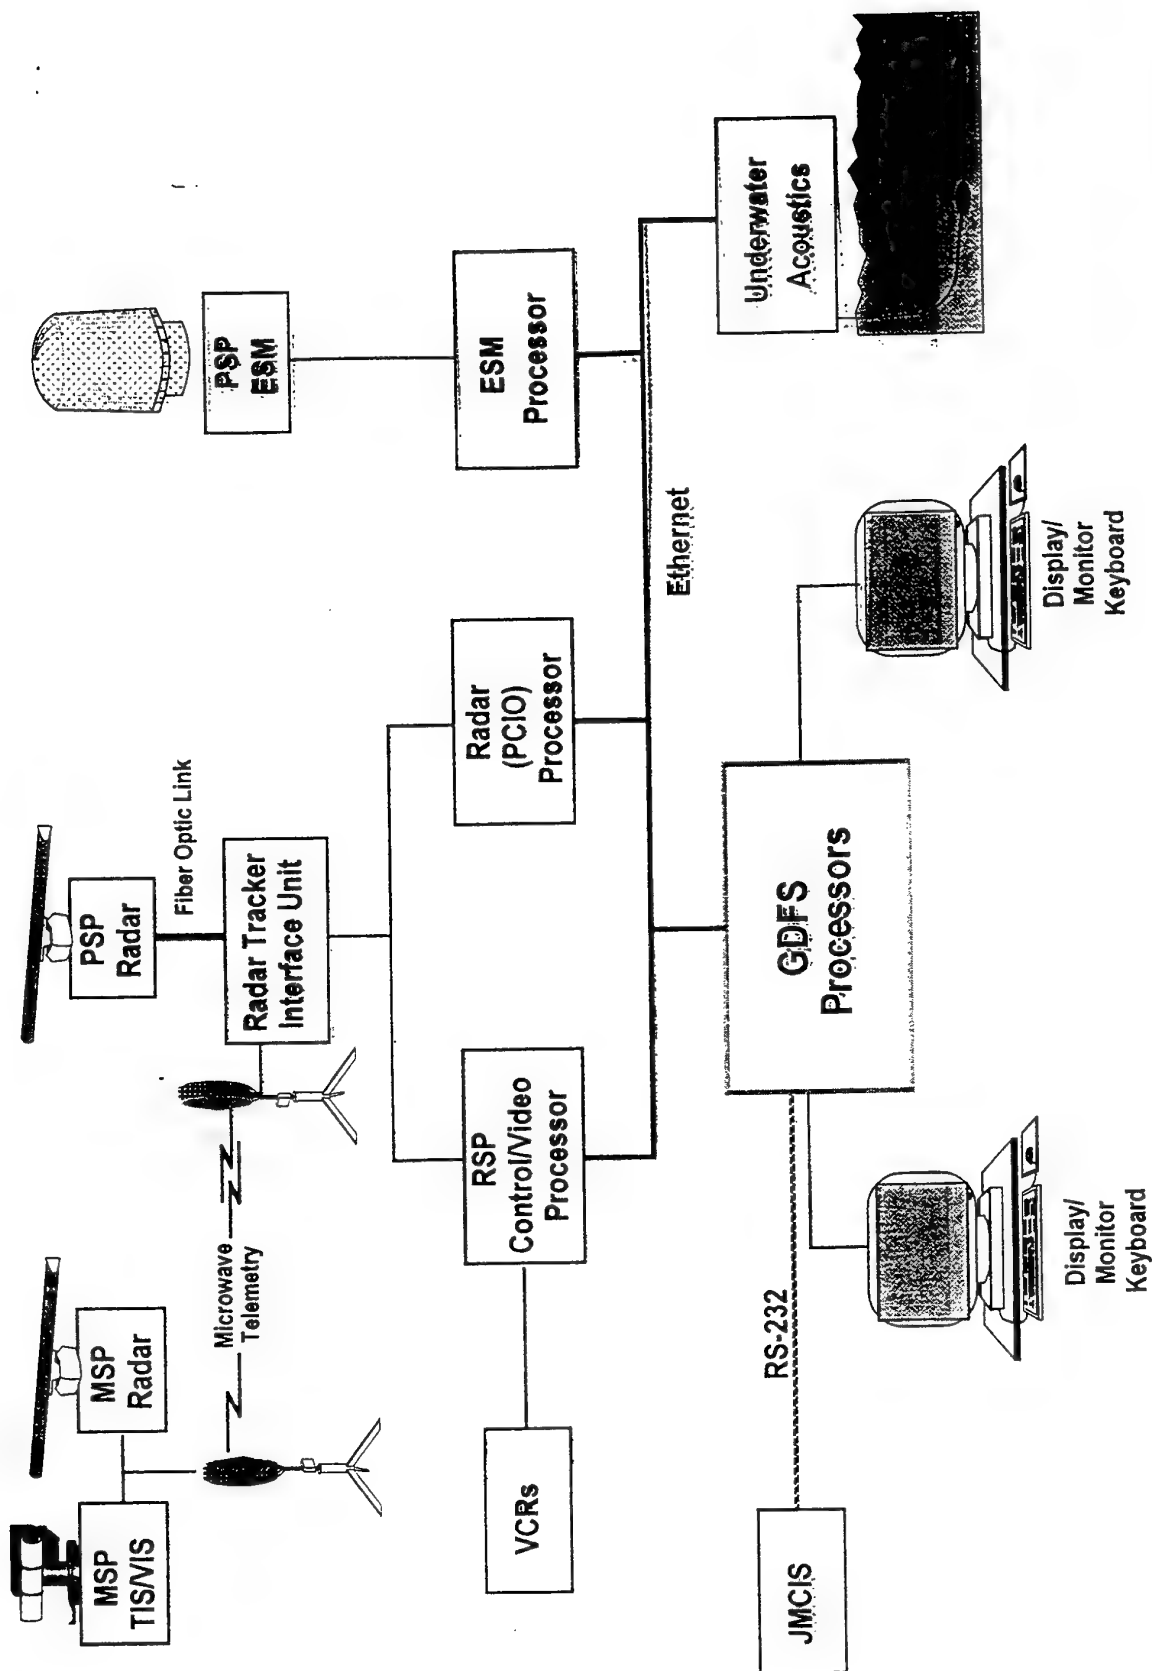 MSP
TIS/VIS
MSP
Radar
Microwave
Telemetry
PSP
Radar
Fiber Optic Link
Radar Tracker
Interface Unit
PSP
ESM
VCRs
RSP
Control/Video
Processor
Radar
(PCIO)
Processor
ESM
Processor
Ethernet
JMCIS
RS-232
GDFS
Processors
Underwater
Acoustics
Display/
Monitor
Keyboard
Display/
Monitor
Keyboard